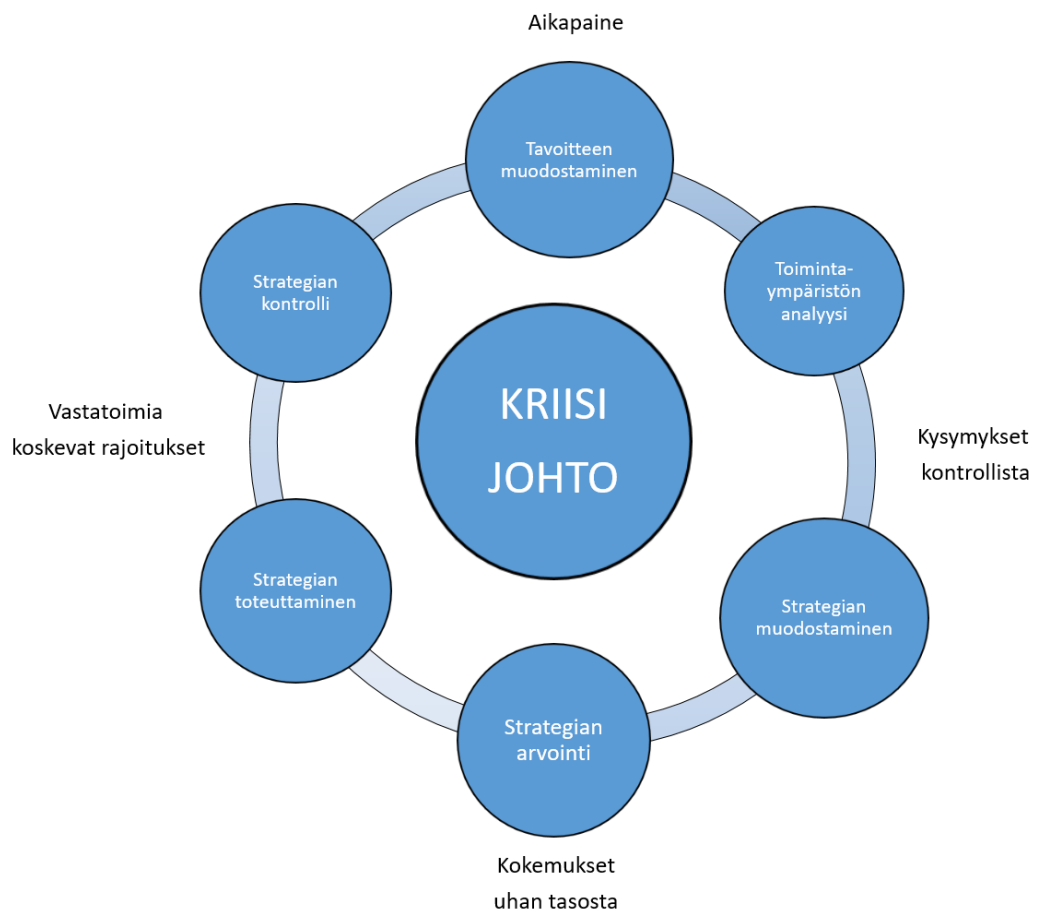 Aikapaine
Tavoitteen
muodostaminen
Toiminta-
ympäristön
analyysi
Kysymykset
kontrollista
Strategian
muodostaminen
Strategian
arvointi
Kokemukset
uhan tasosta
Strategian
toteuttaminen
Vastatoimia
koskevat rajoitukset
Strategian
kontrolli
KRIISI
JOHTO